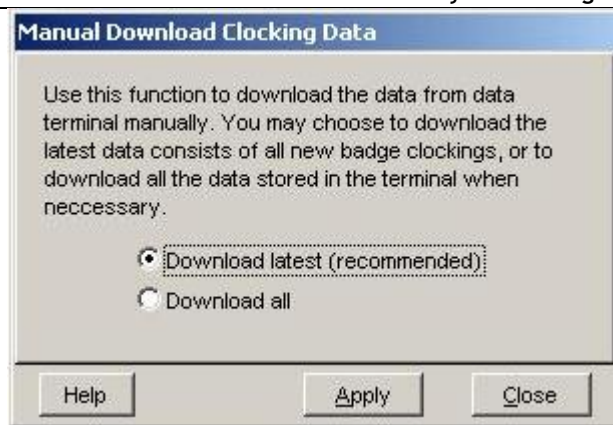 Manual Download Clocking Data
Use this function to download the data from data
terminal manually. You may choose to download the
latest data consists of all new badge clockings, or to
download all the data stored in the terminal when
neccessary.
Download latest (recommended)
Download all
Help Apply Close